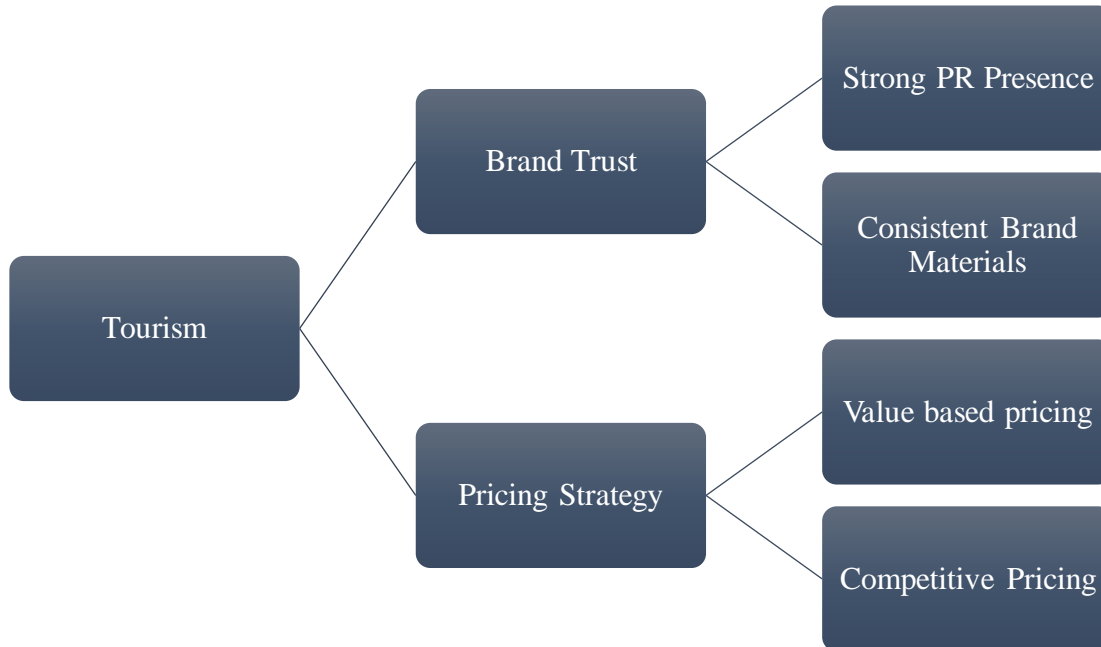 Strong PR Presence
Brand Trust
Consistent Brand
Materials
Tourism
Value based pricing
Pricing Strategy
Competitive Pricing